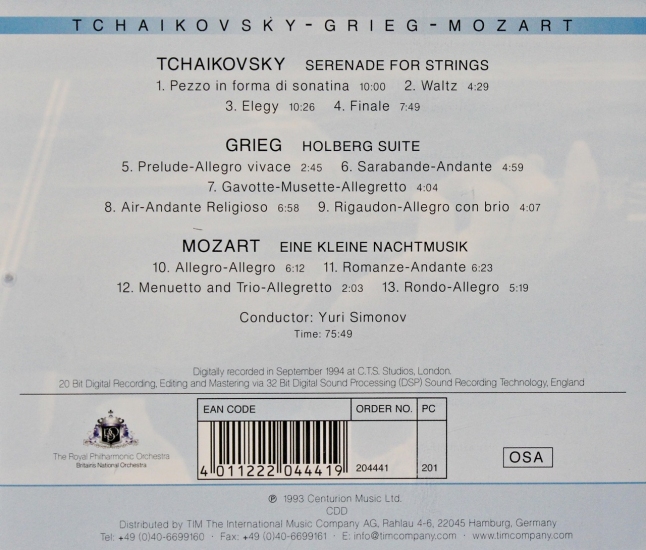 TCHAIKOVSKY-GRIEG-MOZART
TCHAIKOVSKY SERENADE FOR STRINGS
1. Pezzo in forma di sonatina 10:00 2. Waltz 4:29
3. Elegy 10:26 4. Finale 7:49
GRIEG HOLBERG SUITE
5. Prelude-Allegro vivace 2:45 6. Sarabande-Andante 4:59
7. Gavotte-Musette-Allegretto 4:04
8. Air-Andante Religioso 6:58 9. Rigaudon-Allegro con brio 4:07
MOZART EINE KLEINE NACHTMUSIK
10. Allegro-Allegro 6:12 11. Romanze-Andante 6:23
12. Menuetto and Trio-Allegretto 2:03 13. Rondo-Allegro 5:19
Conductor: Yuri Simonov
Time: 75:49
Digitally recorded in September 1994 at C.T.S. Studios, London.
20 Bit Digital Recording, Editing and Mastering via 32 Bit Digital Sound Processing (DSP) Sound Recording Technology, England
The Royal Philharmonic Orchestra
Britains National Orchestra
EAN CODE ORDER NO. PC
4 011222 044419 204441 201
OSA
℗ 1993 Centurion Music Ltd.
CDD
Distributed by TIM The International Music Company AG, Rahlau 4-6, 22045 Hamburg, Germany
Tel: +49 (0)40-6699160 · Fax: +49 (0)40-6699161 · E: info@timcompany.com · www.timcompany.com